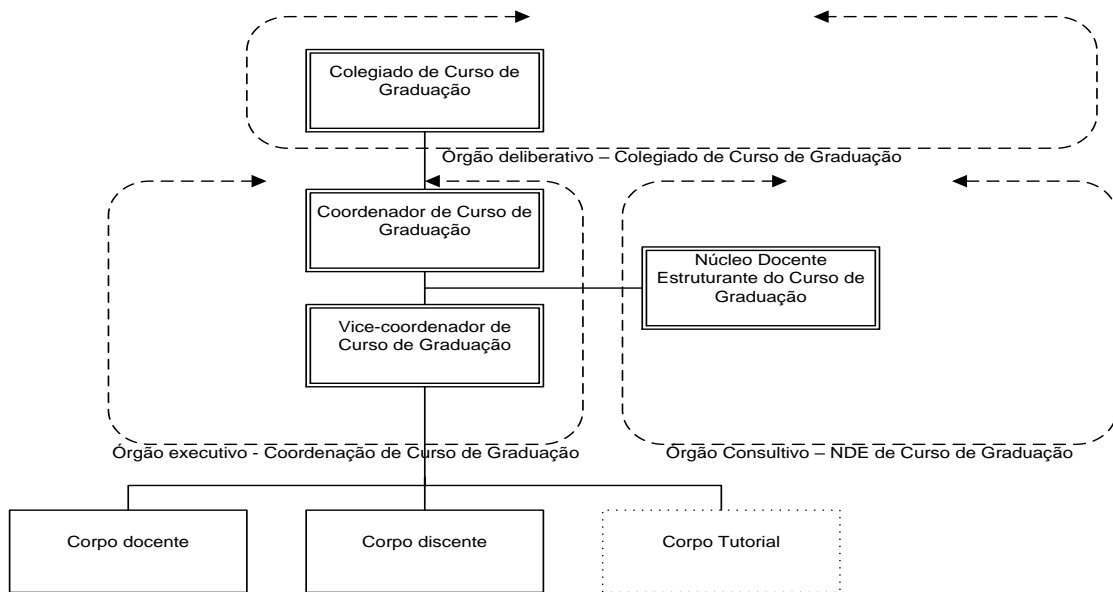 Colegiado de Curso de
Graduação
Órgão deliberativo – Colegiado de Curso de Graduação
Coordenador de Curso de
Graduação
Núcleo Docente
Estruturante do Curso de
Graduação
Vice-coordenador de
Curso de Graduação
Órgão executivo - Coordenação de Curso de Graduação
Órgão Consultivo – NDE de Curso de Graduação
Corpo docente
Corpo discente
Corpo Tutorial